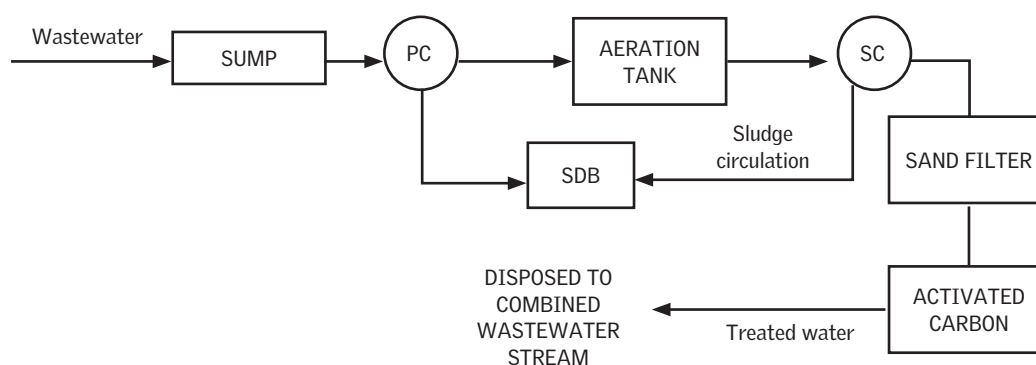 Wastewater
SUMP
PC
AERATION
TANK
SC
Sludge
circulation
SDB
SAND FILTER
DISPOSED TO
COMBINED
WASTEWATER
STREAM
Treated water
ACTIVATED
CARBON